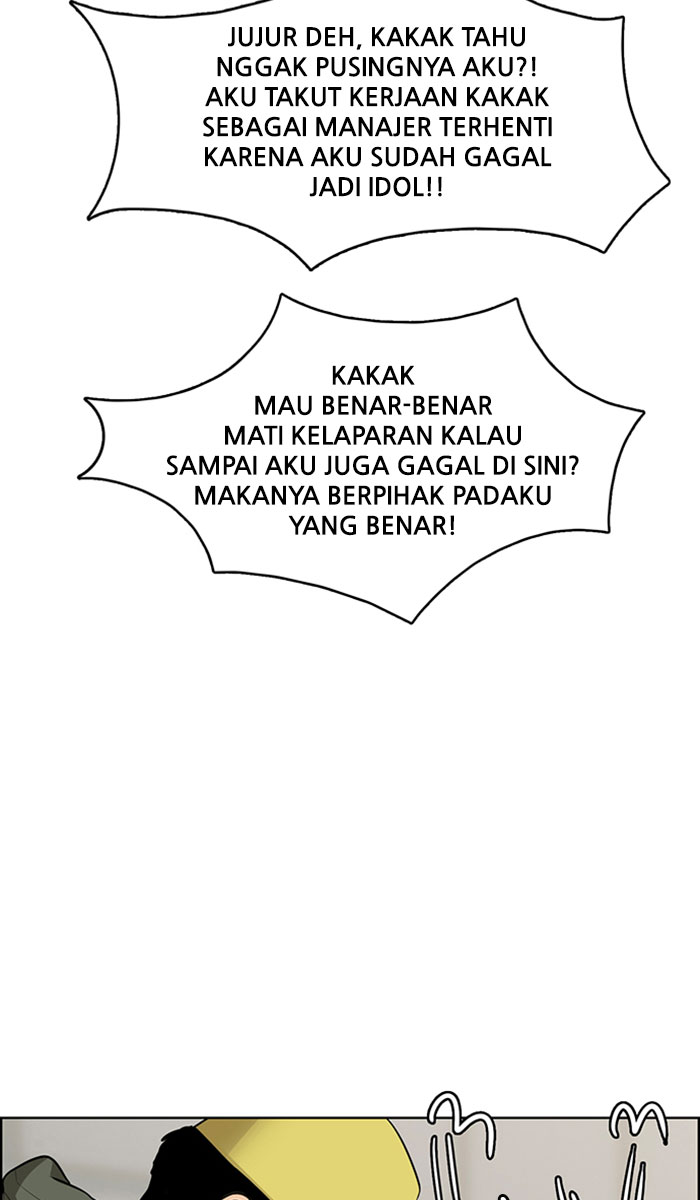 JUJUR DEH, KAKAK TAHU
NGGAK PUSINGNYA AKU?!
AKU TAKUT KERJAAN KAKAK
SEBAGAI MANAJER TERHENTI
KARENA AKU SUDAH GAGAL
JADI IDOL!!
KAKAK
MAU BENAR-BENAR
MATI KELAPARAN KALAU
SAMPAI AKU JUGA GAGAL DI SINI?
MAKANYA BERPIHAK PADAKU
YANG BENAR!